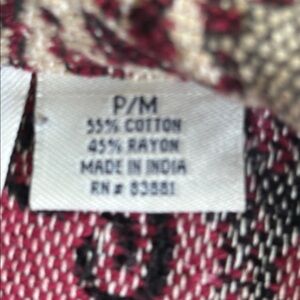 P/M
55% COTTON
45% RAYON
MADE IN INDIA
RN # 83881